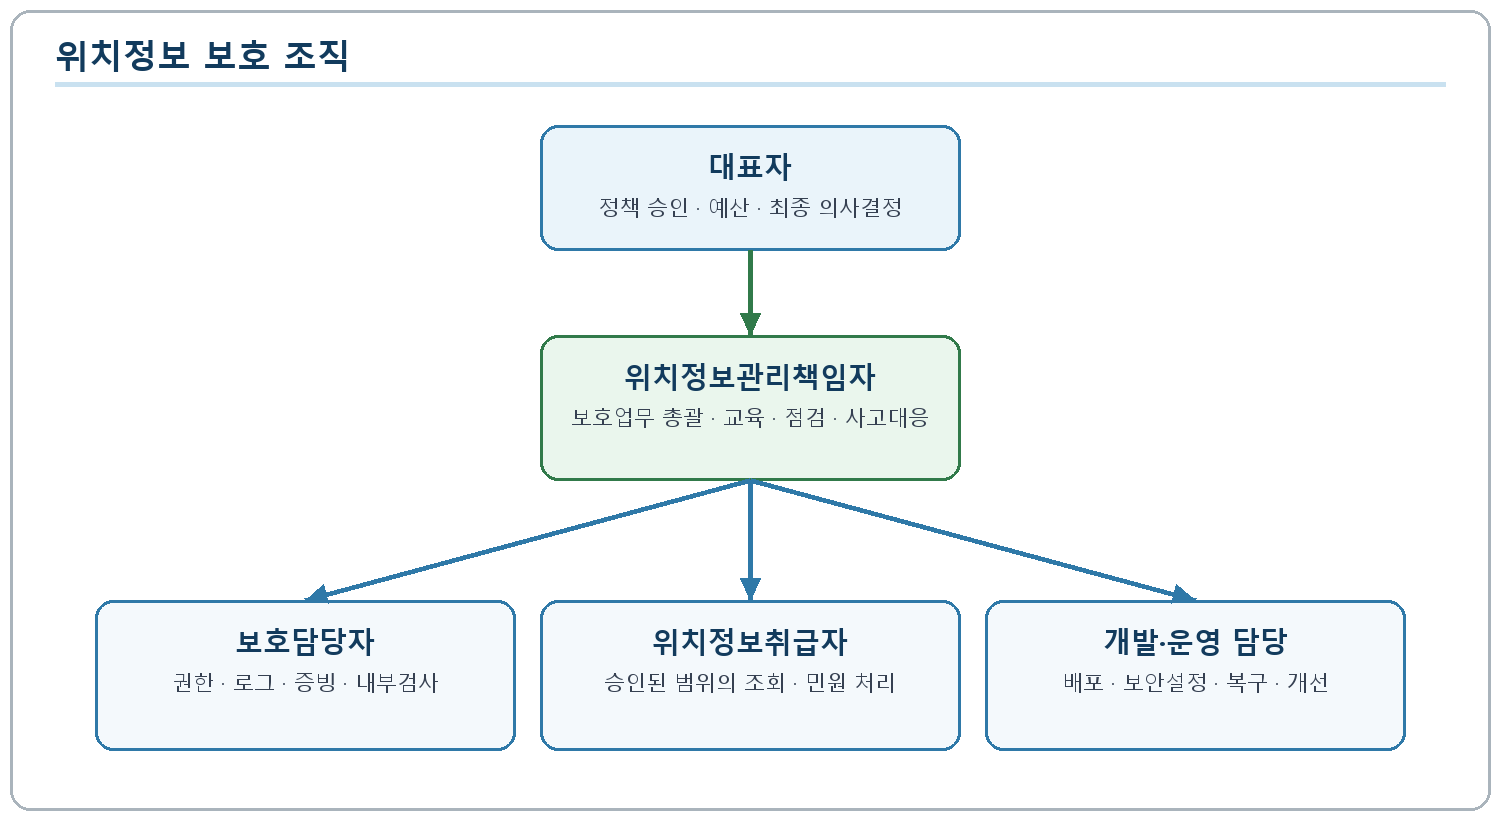 위치정보 보호 조직
대표자
정책 승인 · 예산 · 최종 의사결정
위치정보관리책임자
보호업무 총괄 · 교육 · 점검 · 사고대응
보호담당자
권한 · 로그 · 증빙 · 내부검사
위치정보취급자
승인된 범위의 조회 · 민원 처리
개발·운영 담당
배포 · 보안설정 · 복구 · 개선